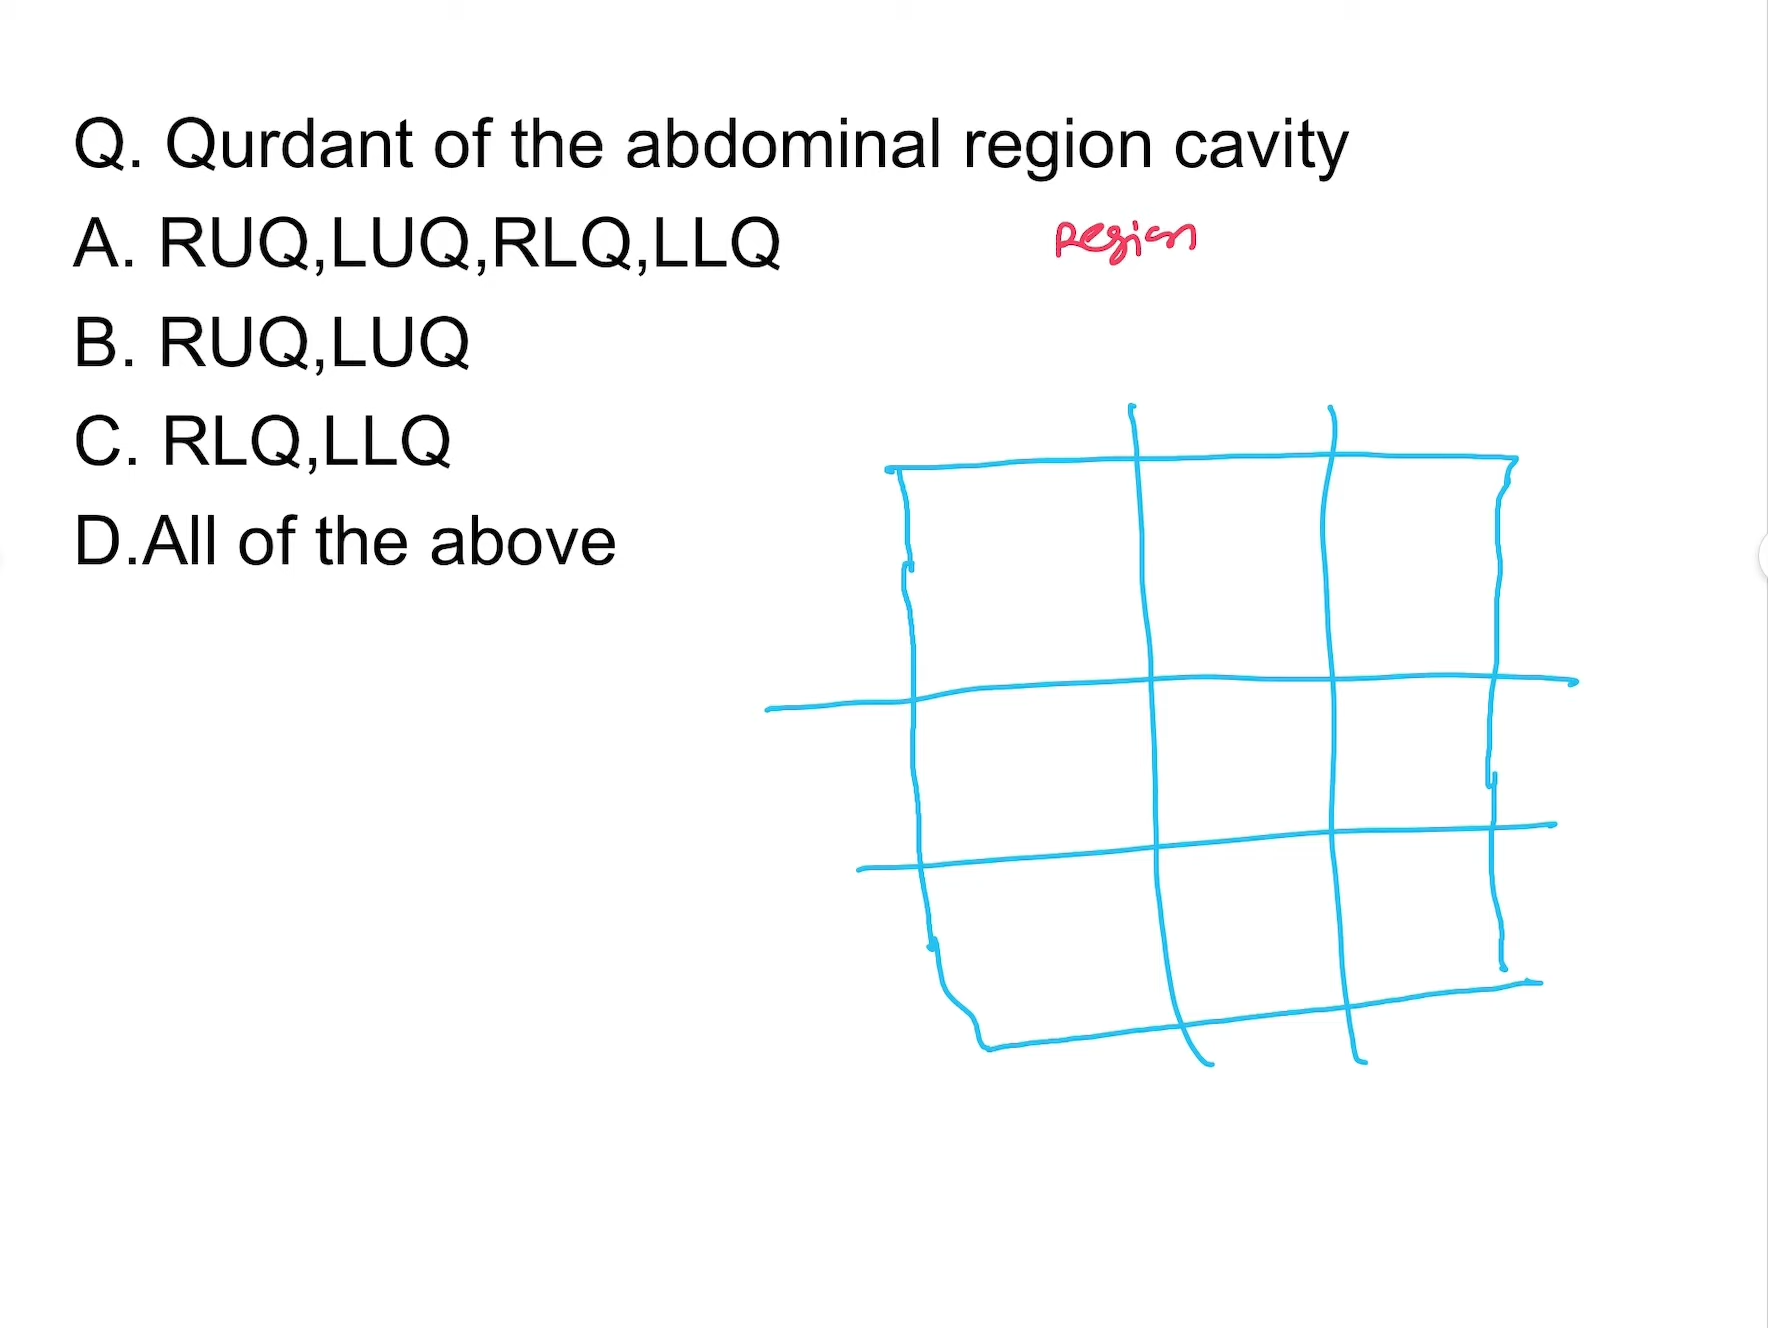 Q. Qurdant of the abdominal region cavity
A. RUQ,LUQ,RLQ,LLQ
Region
B. RUQ,LUQ
C. RLQ,LLQ
D.All of the above